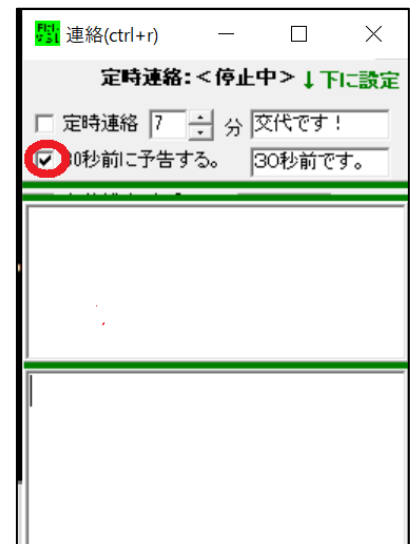 連絡(ctrl+r)
定時連絡:<停止中>↓下に設定
定時連絡 7 分 交代です!
30秒前に予告する。 30秒前です。